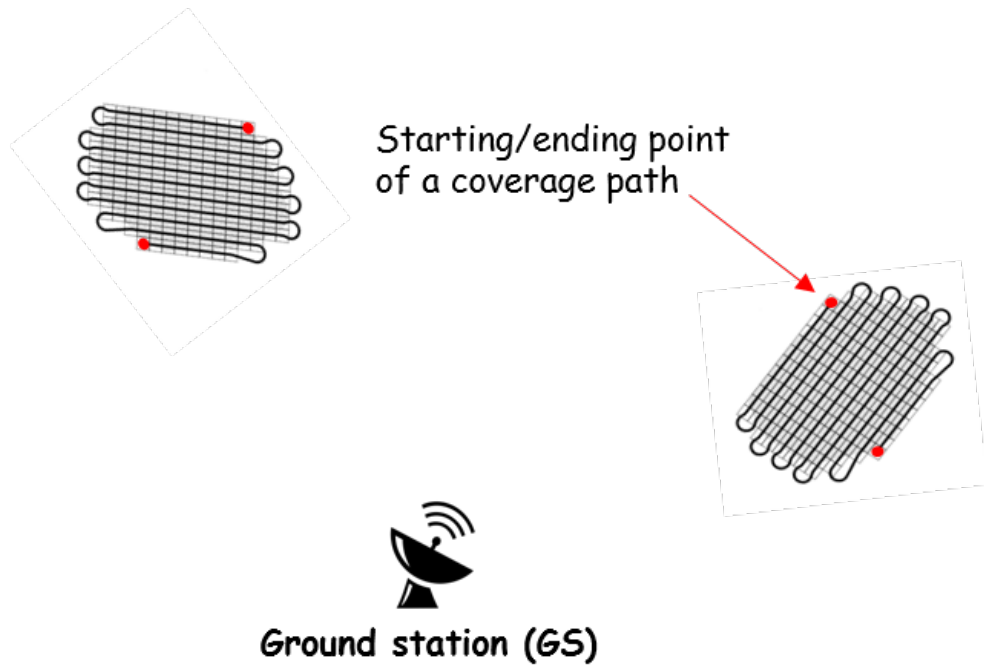 Starting/ending point
of a coverage path
Ground station (GS)